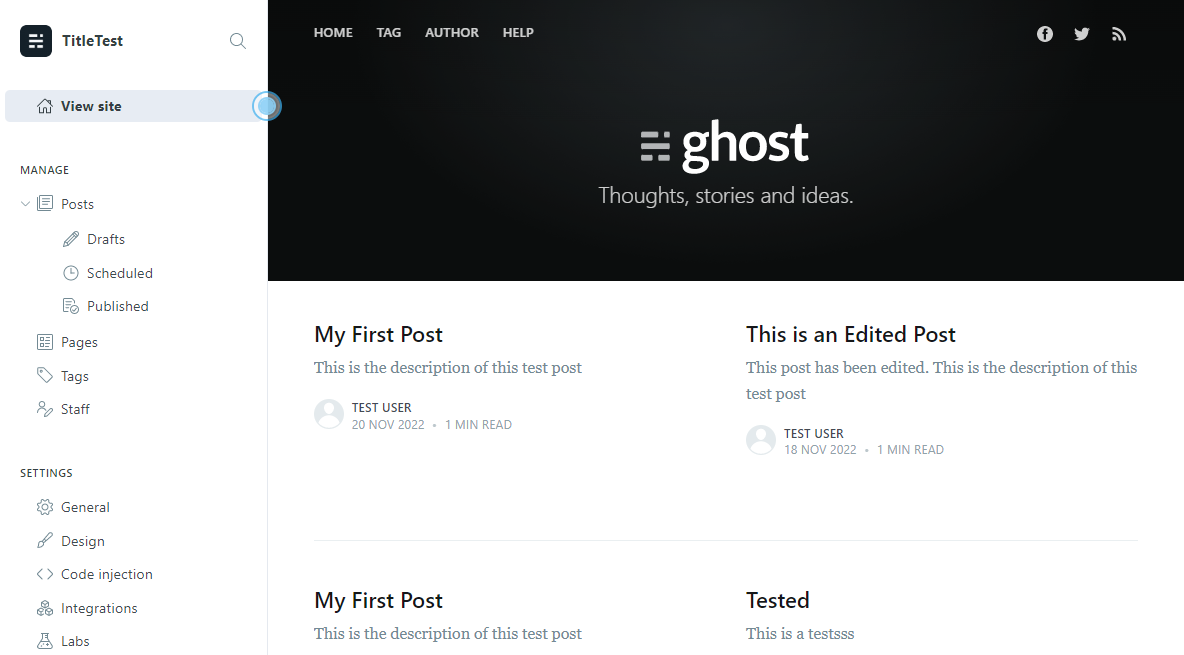 TitleTest
View site
MANAGE
Posts
Drafts
Scheduled
Published
Pages
Tags
Staff
SETTINGS
General
Design
Code injection
Integrations
Labs
HOME TAG AUTHOR HELP
ghost
Thoughts, stories and ideas.
My First Post
This is the description of this test post
TEST USER
20 NOV 2022 • 1 MIN READ
This is an Edited Post
This post has been edited. This is the description of this
test post
TEST USER
18 NOV 2022 • 1 MIN READ
My First Post
This is the description of this test post
Tested
This is a testsss